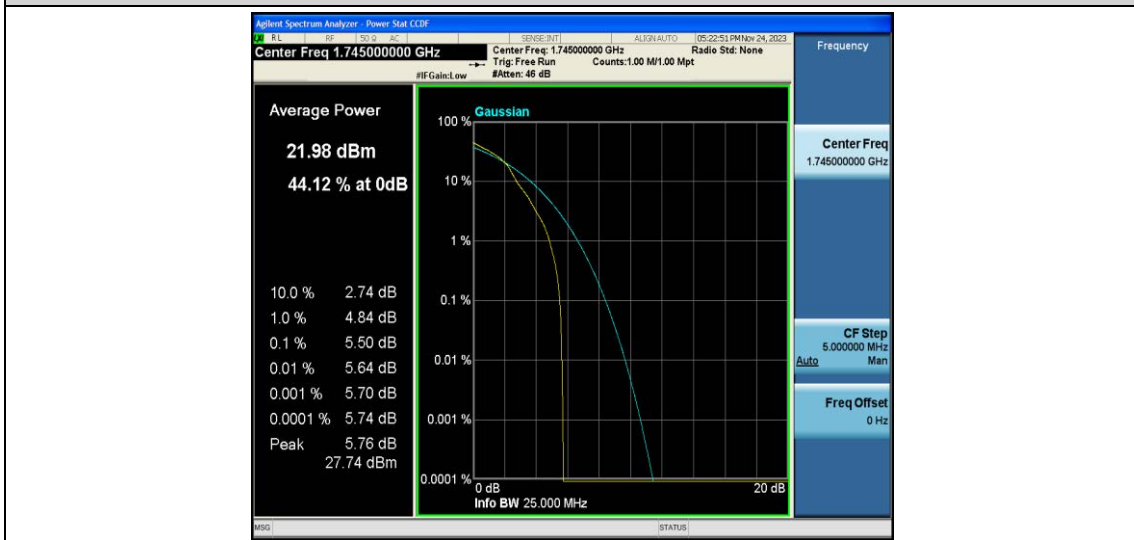 Agilent Spectrum Analyzer - Power Stat CCDF
RL RF 50 Ω AC SENSE:INT ALIGN AUTO 05:22:51 PM Nov 24, 2023
Center Freq 1.745000000 GHz
Center Freq: 1.745000000 GHz Radio Std: None
Trig: Free Run Counts:1.00 M/1.00 Mpt
#IFGain:Low #Atten: 46 dB
Frequency
Average Power
21.98 dBm
44.12 % at 0dB
10.0 % 2.74 dB
1.0 % 4.84 dB
0.1 % 5.50 dB
0.01 % 5.64 dB
0.001 % 5.70 dB
0.0001 % 5.74 dB
Peak 5.76 dB
27.74 dBm
Gaussian
100 %
10 %
1 %
0.1 %
0.01 %
0.001 %
0.0001 %
0 dB 20 dB
Info BW 25.000 MHz
Center Freq
1.745000000 GHz
CF Step
5.000000 MHz
Auto Man
Freq Offset
0 Hz
MSG STATUS